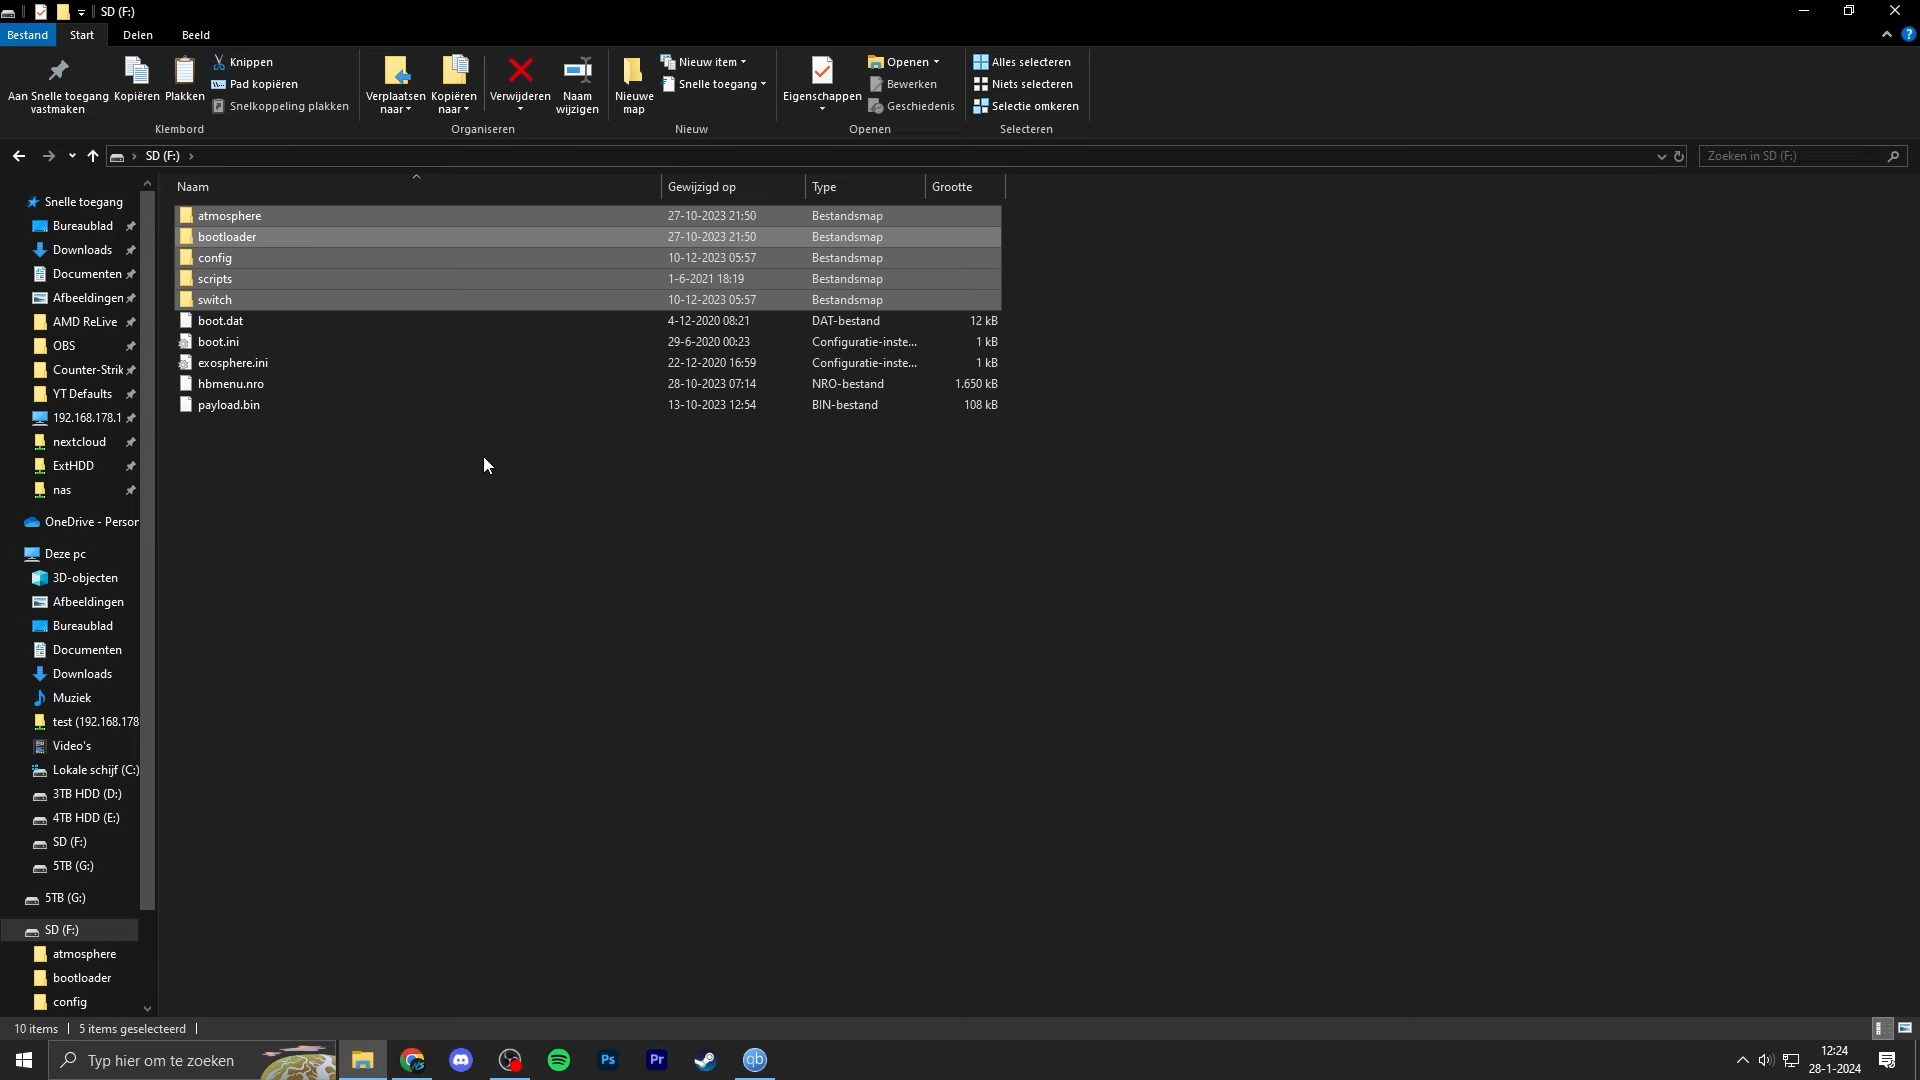 SD (F:)
Bestand Start Delen Beeld
Aan Snelle toegang vastmaken
Kopiëren
Plakken
Knippen
Pad kopiëren
Snelkoppeling plakken
Klembord
Verplaatsen naar
Kopiëren naar
Verwijderen
Naam wijzigen
Organiseren
Nieuwe map
Nieuw item
Snelle toegang
Nieuw
Eigenschappen
Openen
Bewerken
Geschiedenis
Openen
Alles selecteren
Niets selecteren
Selectie omkeren
Selecteren
SD (F:)
Zoeken in SD (F:)
Naam Gewijzigd op Type Grootte
atmosphere 27-10-2023 21:50 Bestandsmap
bootloader 27-10-2023 21:50 Bestandsmap
config 10-12-2023 05:57 Bestandsmap
scripts 1-6-2021 18:19 Bestandsmap
switch 10-12-2023 05:57 Bestandsmap
boot.dat 4-12-2020 08:21 DAT-bestand 12 kB
boot.ini 29-6-2020 00:23 Configuratie-inste... 1 kB
exosphere.ini 22-12-2020 16:59 Configuratie-inste... 1 kB
hbmenu.nro 28-10-2023 07:14 NRO-bestand 1.650 kB
payload.bin 13-10-2023 12:54 BIN-bestand 108 kB
Snelle toegang
Bureaublad
Downloads
Documenten
Afbeeldingen
AMD ReLive
OBS
Counter-Strik
YT Defaults
192.168.178.1
nextcloud
ExtHDD
nas
OneDrive - Person
Deze pc
3D-objecten
Afbeeldingen
Bureaublad
Documenten
Downloads
Muziek
test (192.168.178
Video's
Lokale schijf (C:)
3TB HDD (D:)
4TB HDD (E:)
SD (F:)
5TB (G:)
5TB (G:)
SD (F:)
atmosphere
bootloader
config
10 items 5 items geselecteerd
Typ hier om te zoeken
Ps
Pr
qb
12:24
28-1-2024